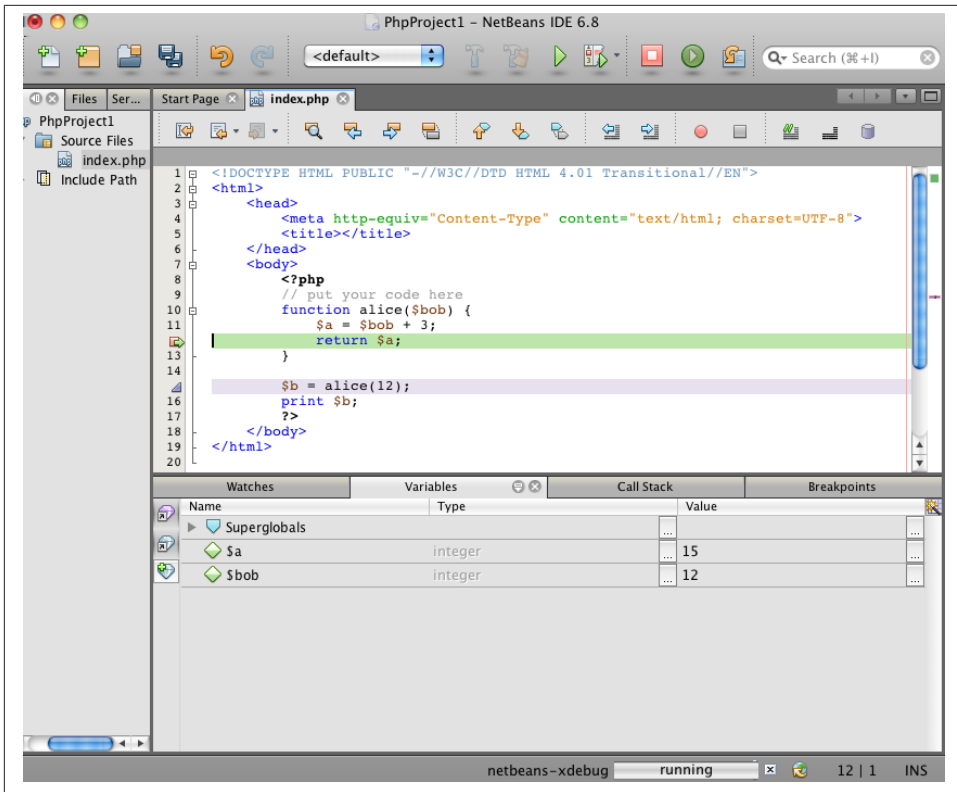 PhpProject1 – NetBeans IDE 6.8
<default>
Q Search (⌘+I)
Files Ser...
Start Page index.php
PhpProject1
Source Files
index.php
Include Path
1 <!DOCTYPE HTML PUBLIC "-//W3C//DTD HTML 4.01 Transitional//EN">
2 <html>
3 <head>
4 <meta http-equiv="Content-Type" content="text/html; charset=UTF-8">
5 <title></title>
6 </head>
7 <body>
8 <?php
9 // put your code here
10 function alice($bob) {
11 $a = $bob + 3;
return $a;
13 }
14
$b = alice(12);
16 print $b;
17 ?>
18 </body>
19 </html>
20
Watches Variables Call Stack Breakpoints
Name Type Value
Superglobals ... ...
$a integer ... 15 ...
$bob integer ... 12 ...
netbeans-xdebug running 12 | 1 INS